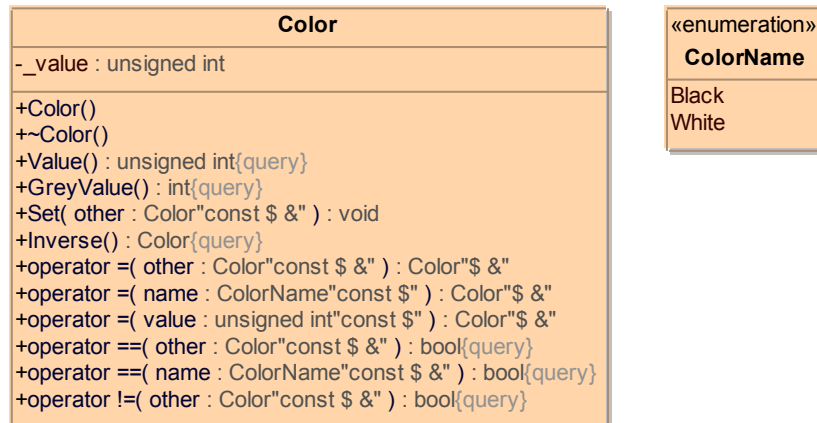 Color
-_value : unsigned int
+Color()
+~Color()
+Value() : unsigned int{query}
+GreyValue() : int{query}
+Set( other : Color"const $ &" ) : void
+Inverse() : Color{query}
+operator =( other : Color"const $ &" ) : Color"$ &"
+operator =( name : ColorName"const $" ) : Color"$ &"
+operator =( value : unsigned int"const $" ) : Color"$ &"
+operator ==( other : Color"const $ &" ) : bool{query}
+operator ==( name : ColorName"const $ &" ) : bool{query}
+operator !=( other : Color"const $ &" ) : bool{query}
«enumeration»
ColorName
Black
White